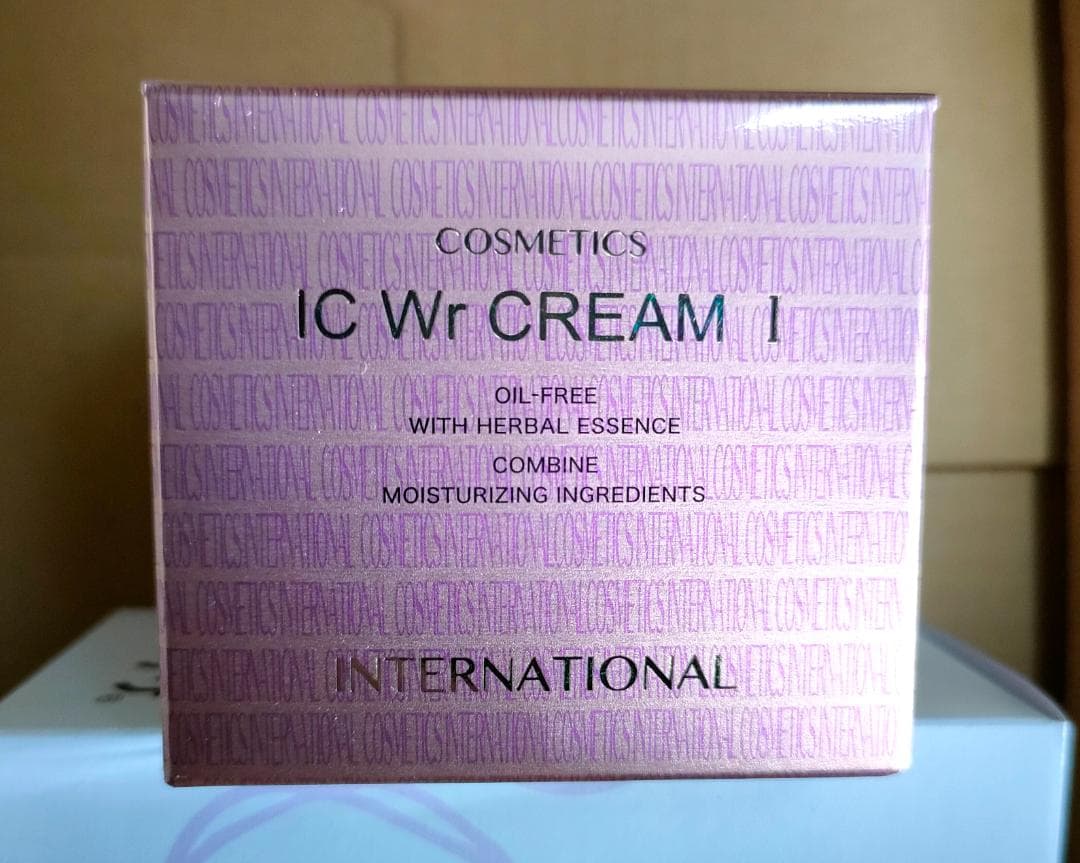 COSMETICS
IC Wr CREAM I
OIL-FREE
WITH HERBAL ESSENCE
COMBINE
MOISTURIZING INGREDIENTS
INTERNATIONAL